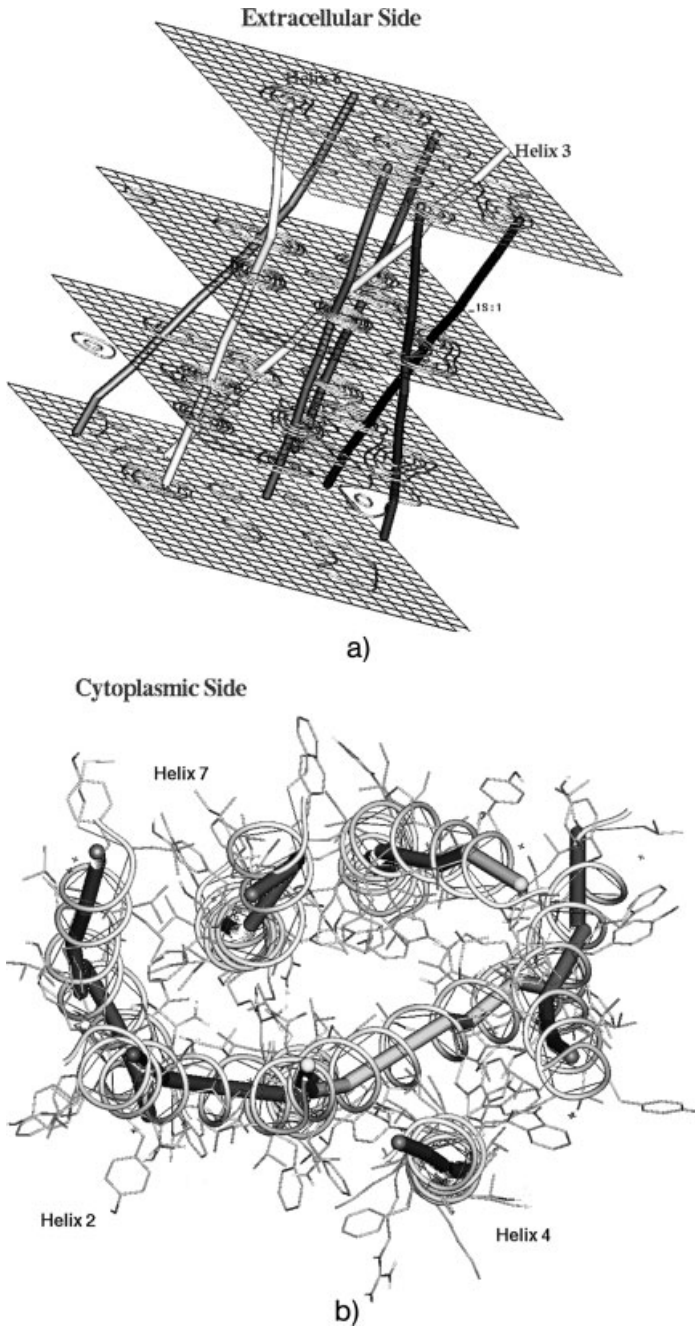 Extracellular Side
Helix 6
Helix 3
a)
Cytoplasmic Side
Helix 7
Helix 2
Helix 4
b)